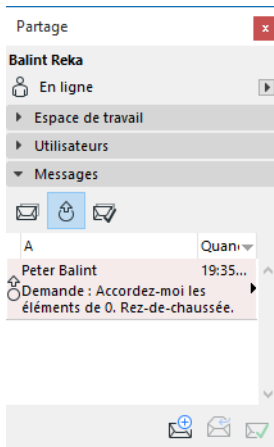 Partage
x
Balint Reka
En ligne
Espace de travail
Utilisateurs
Messages
A Quan
Peter Balint 19:35...
Demande : Accordez-moi les
éléments de 0. Rez-de-chaussée.